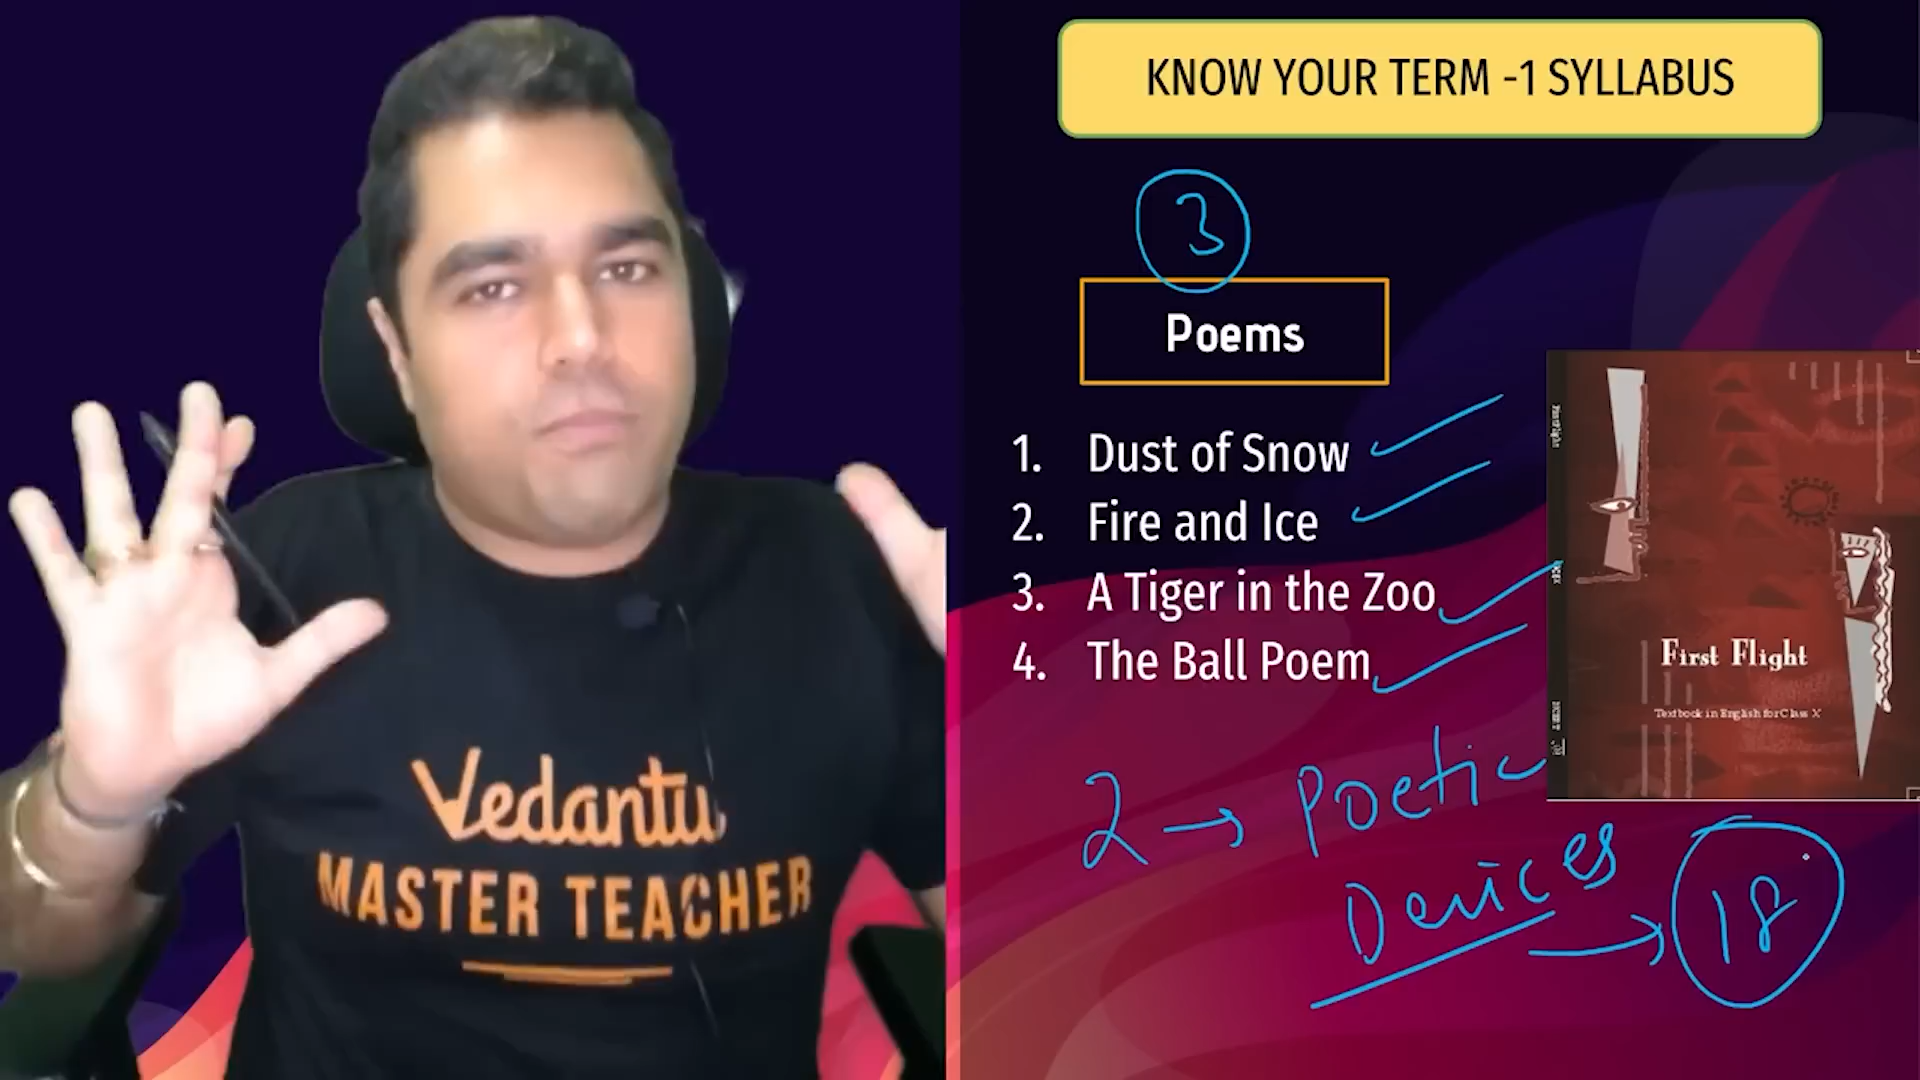 KNOW YOUR TERM -1 SYLLABUS
3
Poems
1. Dust of Snow
2. Fire and Ice
3. A Tiger in the Zoo
4. The Ball Poem
First Flight
Textbook in English for Class X
2 → Poetic
Devices → 18
Vedantu
MASTER TEACHER